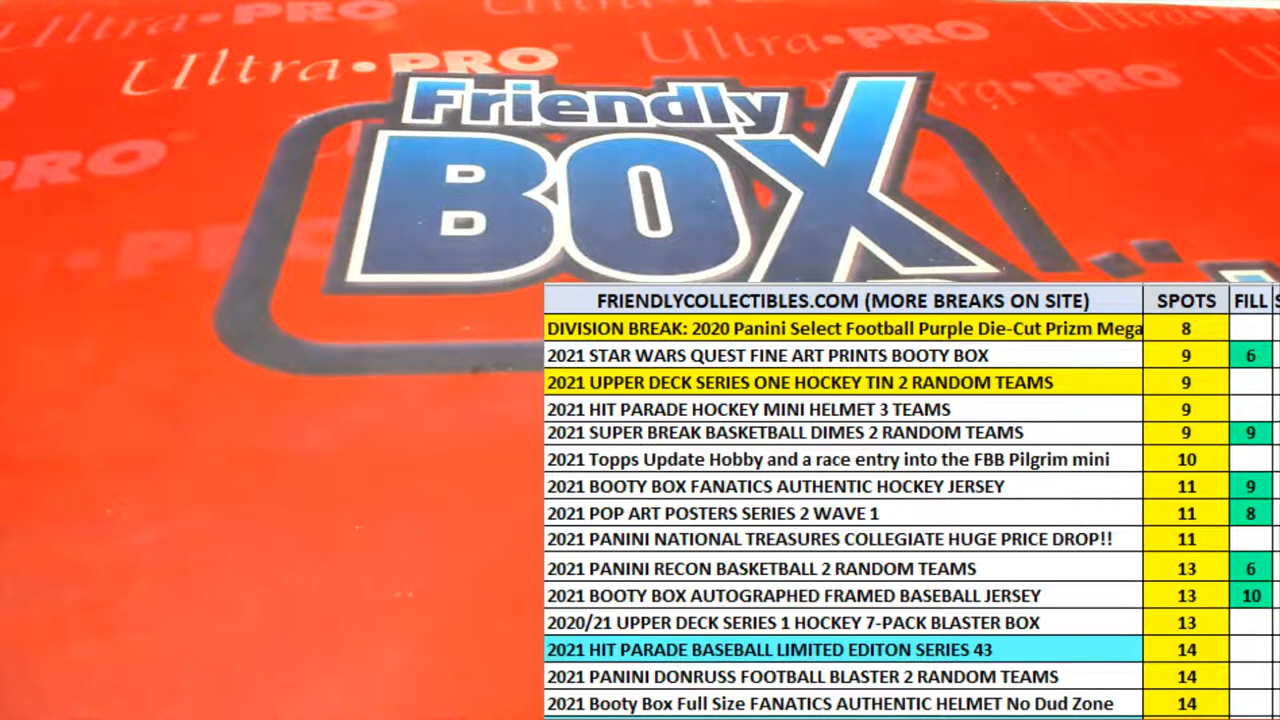 Ultra•PRO
Ultra•PRO
Ultra•PRO
PRO
Friendly
BOX
FRIENDLYCOLLECTIBLES.COM (MORE BREAKS ON SITE) SPOTS FILL
DIVISION BREAK: 2020 Panini Select Football Purple Die-Cut Prizm Mega 8
2021 STAR WARS QUEST FINE ART PRINTS BOOTY BOX 9 6
2021 UPPER DECK SERIES ONE HOCKEY TIN 2 RANDOM TEAMS 9
2021 HIT PARADE HOCKEY MINI HELMET 3 TEAMS 9
2021 SUPER BREAK BASKETBALL DIMES 2 RANDOM TEAMS 9 9
2021 Topps Update Hobby and a race entry into the FBB Pilgrim mini 10
2021 BOOTY BOX FANATICS AUTHENTIC HOCKEY JERSEY 11 9
2021 POP ART POSTERS SERIES 2 WAVE 1 11 8
2021 PANINI NATIONAL TREASURES COLLEGIATE HUGE PRICE DROP!! 11
2021 PANINI RECON BASKETBALL 2 RANDOM TEAMS 13 6
2021 BOOTY BOX AUTOGRAPHED FRAMED BASEBALL JERSEY 13 10
2020/21 UPPER DECK SERIES 1 HOCKEY 7-PACK BLASTER BOX 13
2021 HIT PARADE BASEBALL LIMITED EDITON SERIES 43 14
2021 PANINI DONRUSS FOOTBALL BLASTER 2 RANDOM TEAMS 14
2021 Booty Box Full Size FANATICS AUTHENTIC HELMET No Dud Zone 14